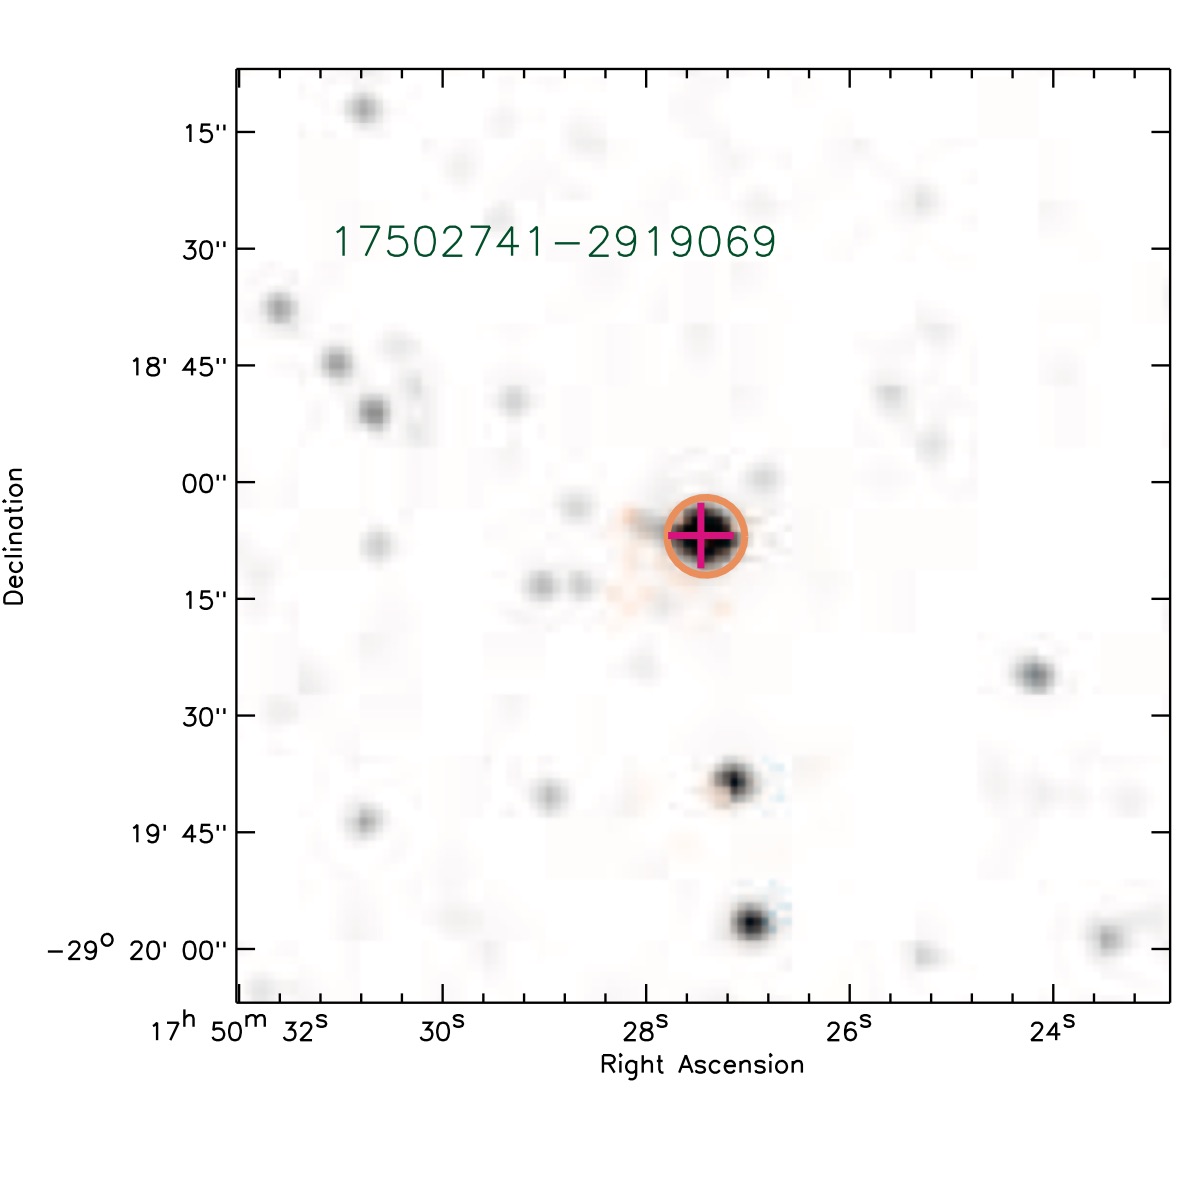 15"
17502741−2919069
30"
18' 45"
00"
15"
30"
19' 45"
−29° 20' 00"
Declination
17ʰ 50ᵐ 32ˢ 30ˢ 28ˢ 26ˢ 24ˢ
Right Ascension